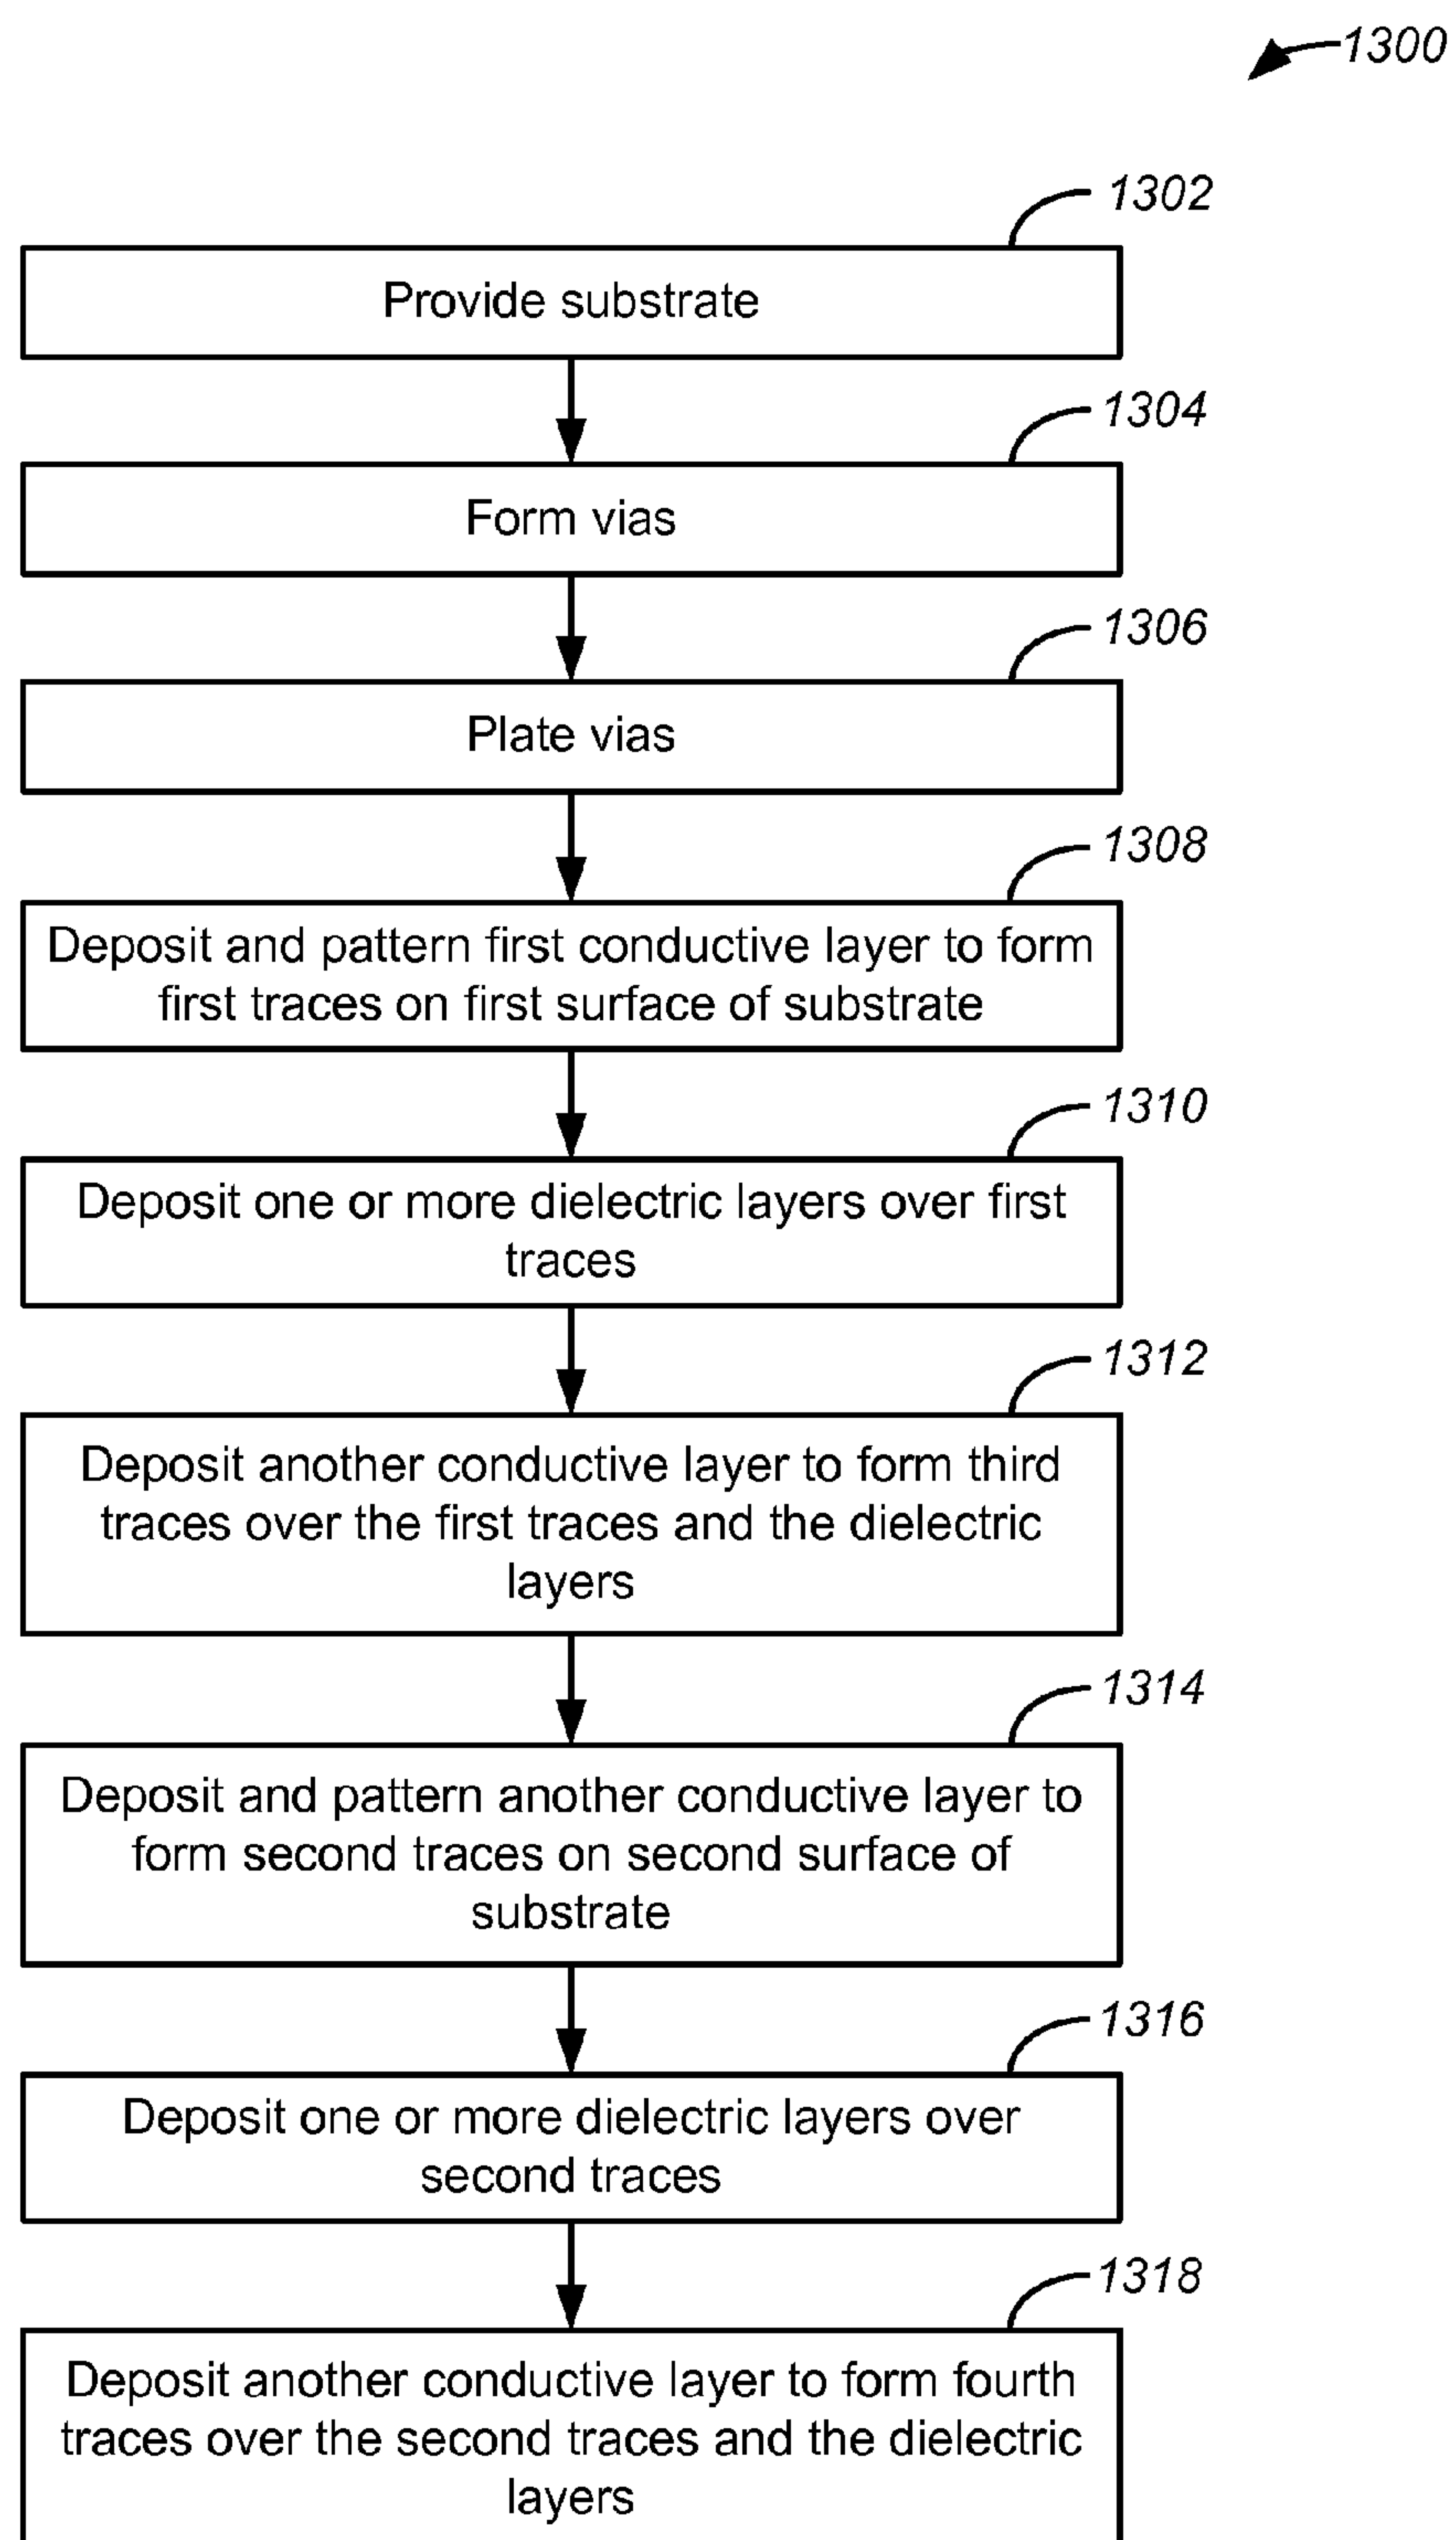 1300
1302
Provide substrate
1304
Form vias
1306
Plate vias
1308
Deposit and pattern first conductive layer to form
first traces on first surface of substrate
1310
Deposit one or more dielectric layers over first
traces
1312
Deposit another conductive layer to form third
traces over the first traces and the dielectric
layers
1314
Deposit and pattern another conductive layer to
form second traces on second surface of
substrate
1316
Deposit one or more dielectric layers over
second traces
1318
Deposit another conductive layer to form fourth
traces over the second traces and the dielectric
layers